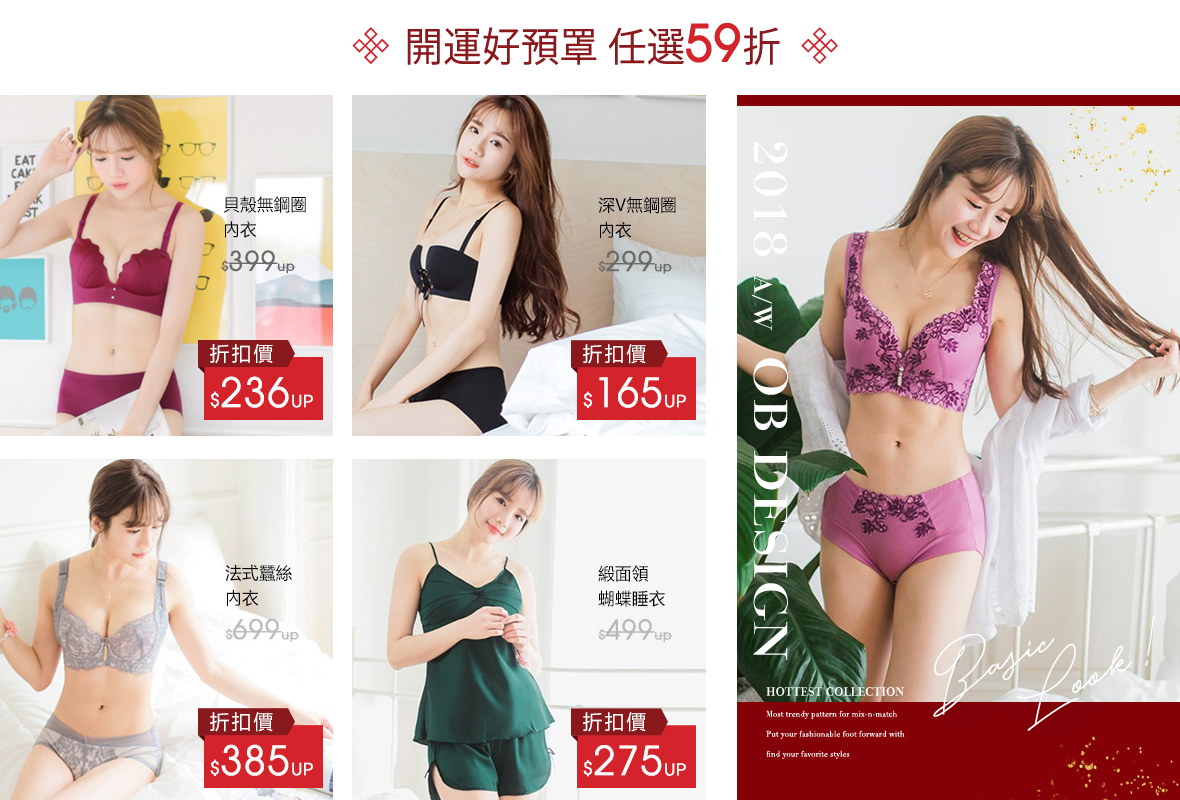 開運好預罩 任選59折
EAT
貝殼無鋼圈
內衣
$399up
折扣價
$236UP
深V無鋼圈
內衣
$299up
折扣價
$165UP
法式蠶絲
內衣
$699up
折扣價
$385UP
緞面領
蝴蝶睡衣
$499up
折扣價
$275UP
2018 A/W OB DESIGN
Basic
Look!
HOTTEST COLLECTION
Most trendy pattern for mix-n-match
Put your fashionable foot forward with
find your favorite styles